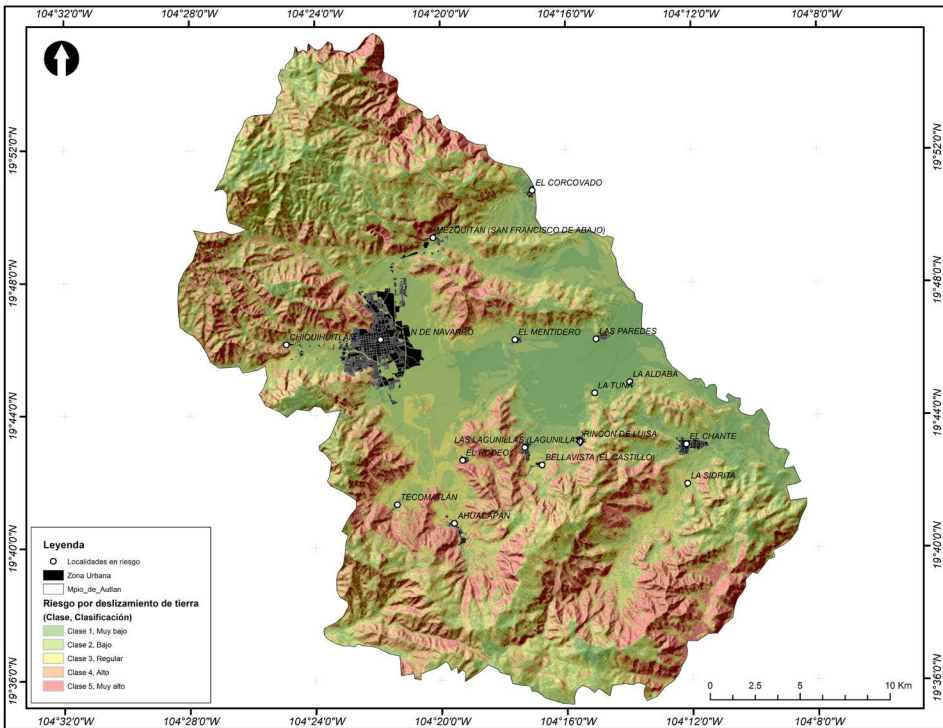 104°32'0"W 104°28'0"W 104°24'0"W 104°20'0"W 104°16'0"W 104°12'0"W 104°8'0"W
19°52'0"N 19°52'0"N
EL CORCOVADO
MEZQUITÁN (SAN FRANCISCO DE ABAJO)
19°48'0"N 19°48'0"N
CHIQUIHUITLÁN
N DE NAVARRO
EL MENTIDERO
LAS PAREDES
LA ALDABA
LA TUNA
19°44'0"N 19°44'0"N
LAS LAGUNILLAS (LAGUNILLAS)
RINCÓN DE LUISA
EL CHANTE
EL RODEO
BELLAVISTA (EL CASTILLO)
LA SIDRITA
TECOMATLÁN
AHUACAPÁN
19°40'0"N 19°40'0"N
Leyenda
Localidades en riesgo
Zona Urbana
Mpio_de_Autlan
Riesgo por deslizamiento de tierra
(Clase, Clasificación)
Clase 1, Muy bajo
Clase 2, Bajo
Clase 3, Regular
Clase 4, Alto
Clase 5, Muy alto
19°36'0"N 19°36'0"N
0 2.5 5 10 Km
104°32'0"W 104°28'0"W 104°24'0"W 104°20'0"W 104°16'0"W 104°12'0"W 104°8'0"W